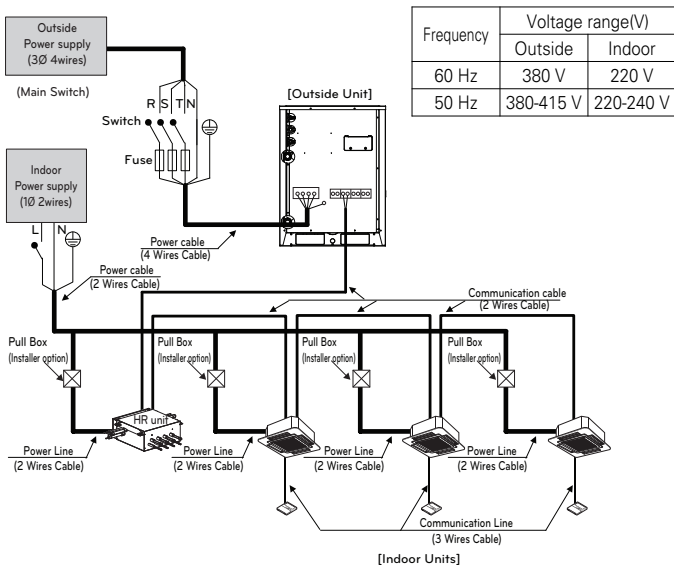 Outside
Power supply
(3Ø 4wires)
(Main Switch)
R S T N
Switch
Fuse
[Outside Unit]
Frequency
Voltage range(V)
Outside
Indoor
60 Hz
380 V
220 V
50 Hz
380-415 V
220-240 V
Indoor
Power supply
(1Ø 2wires)
L N
Power cable
(4 Wires Cable)
Power cable
(2 Wires Cable)
Communication cable
(2 Wires Cable)
Pull Box
(Installer option)
Pull Box
(Installer option)
Pull Box
(Installer option)
Pull Box
(Installer option)
HR unit
Power Line
(2 Wires Cable)
Power Line
(2 Wires Cable)
Power Line
(2 Wires Cable)
Power Line
(2 Wires Cable)
Communication Line
(3 Wires Cable)
[Indoor Units]